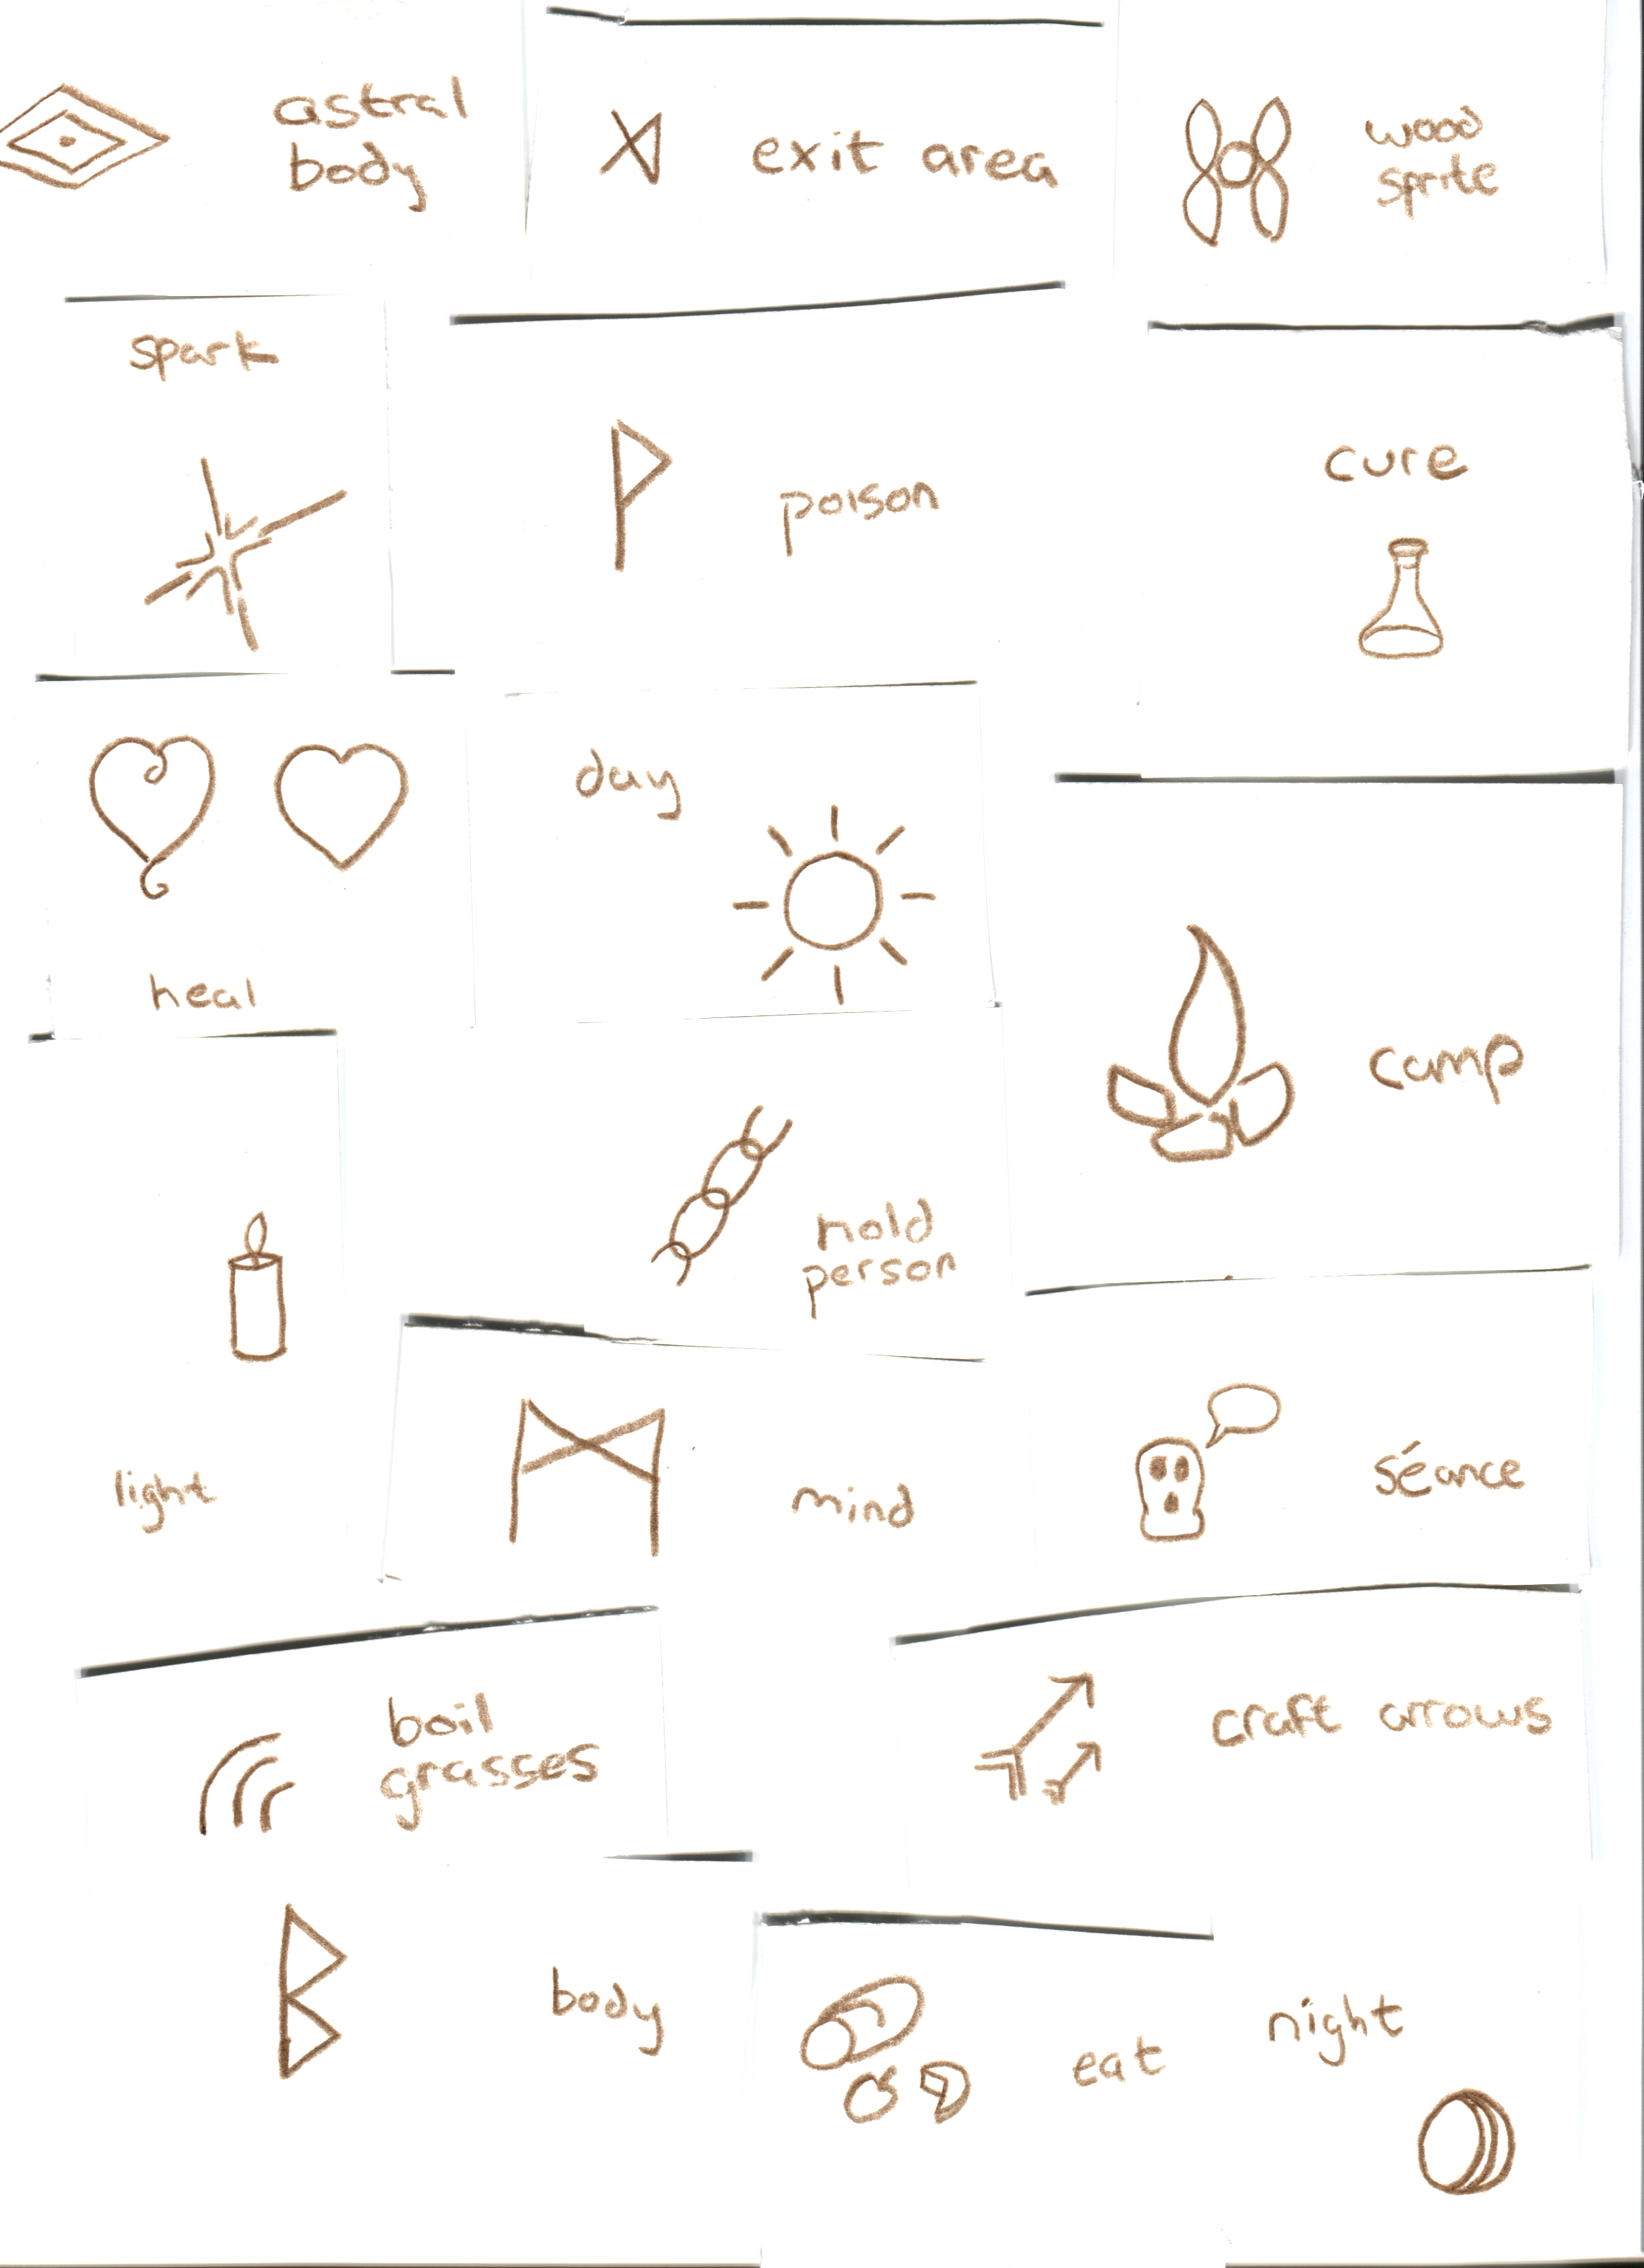 astral
body
exit area
wood
sprite
spark
poison
cure
heal
day
camp
hold
person
light
mind
séance
boil
grasses
craft arrows
body
eat
night